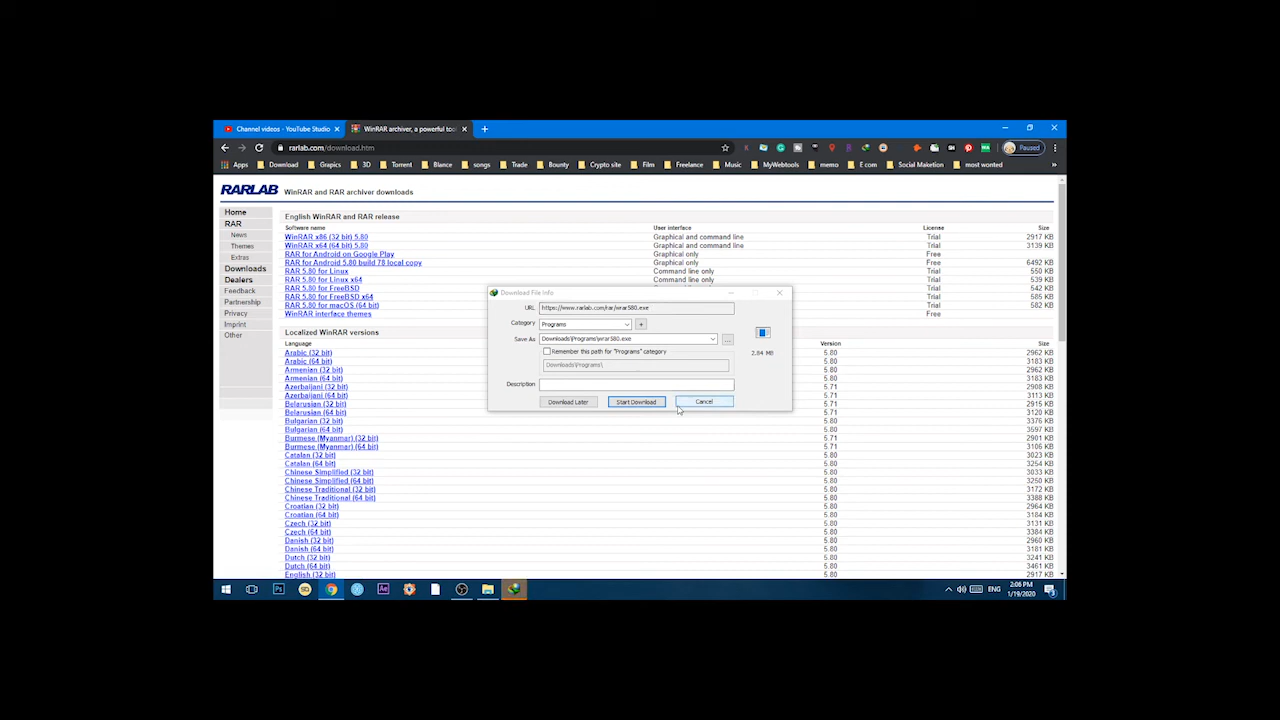 Channel videos - YouTube Studio
WinRAR archiver, a powerful too
rarlab.com/download.htm
Paused
Apps Download Grapics 3D Torrent Blance songs Trade Bounty Crypto site Film Freelance Music MyWebtools memo E com Social Maketion most wonted
RARLAB WinRAR and RAR archiver downloads
Home
RAR
News
Themes
Extras
Downloads
Dealers
Feedback
Partnership
Imprint
Other
English WinRAR and RAR release
Software name User interface License Size
WinRAR x86 (32 bit) 5.80 Graphical and command line Trial 2917 KB
WinRAR x64 (64 bit) 5.80 Graphical and command line Trial 3139 KB
RAR for Android on Google Play Graphical only Free
RAR for Android 5.80 build 78 local copy Graphical only Free 6492 KB
RAR 5.80 for Linux Command line only Trial 550 KB
RAR 5.80 for Linux x64 Command line only Trial 539 KB
RAR 5.80 for FreeBSD Trial 542 KB
RAR 5.80 for FreeBSD x64 Trial 585 KB
RAR 5.80 for macOS (64 bit) Trial 582 KB
WinRAR interface themes Free
Download File Info
URL https://www.rarlab.com/rar/wrar580.exe
Category Programs
Save As Downloads\Programs\wrar580.exe
Remember this path for "Programs" category
Downloads\Programs\
2.84 MB
Description
Download Later Start Download Cancel
Localized WinRAR versions
Language Version Size
Arabic (32 bit) 5.80 2962 KB
Arabic (64 bit) 5.80 3183 KB
Armenian (32 bit) 5.80 2962 KB
Armenian (64 bit) 5.80 3183 KB
Azerbaijani (32 bit) 5.71 2908 KB
Azerbaijani (64 bit) 5.71 3113 KB
Belarusian (32 bit) 5.80 2915 KB
Belarusian (64 bit) 5.80 3120 KB
Bulgarian (32 bit) 5.80 3376 KB
Bulgarian (64 bit) 5.80 3597 KB
Burmese (Myanmar) (32 bit) 5.71 2901 KB
Burmese (Myanmar) (64 bit) 5.71 3106 KB
Catalan (32 bit) 5.80 3023 KB
Catalan (64 bit) 5.80 3254 KB
Chinese Simplified (32 bit) 5.80 3033 KB
Chinese Simplified (64 bit) 5.80 3250 KB
Chinese Traditional (32 bit) 5.80 3172 KB
Chinese Traditional (64 bit) 5.80 3388 KB
Croatian (32 bit) 5.80 2964 KB
Croatian (64 bit) 5.80 3184 KB
Czech (32 bit) 5.80 3131 KB
Czech (64 bit) 5.80 3384 KB
Danish (32 bit) 5.80 2960 KB
Danish (64 bit) 5.80 3181 KB
Dutch (32 bit) 5.80 3241 KB
Dutch (64 bit) 5.80 3461 KB
English (32 bit) 5.80 2917 KB
Ps Ae
ENG
2:06 PM
1/19/2020